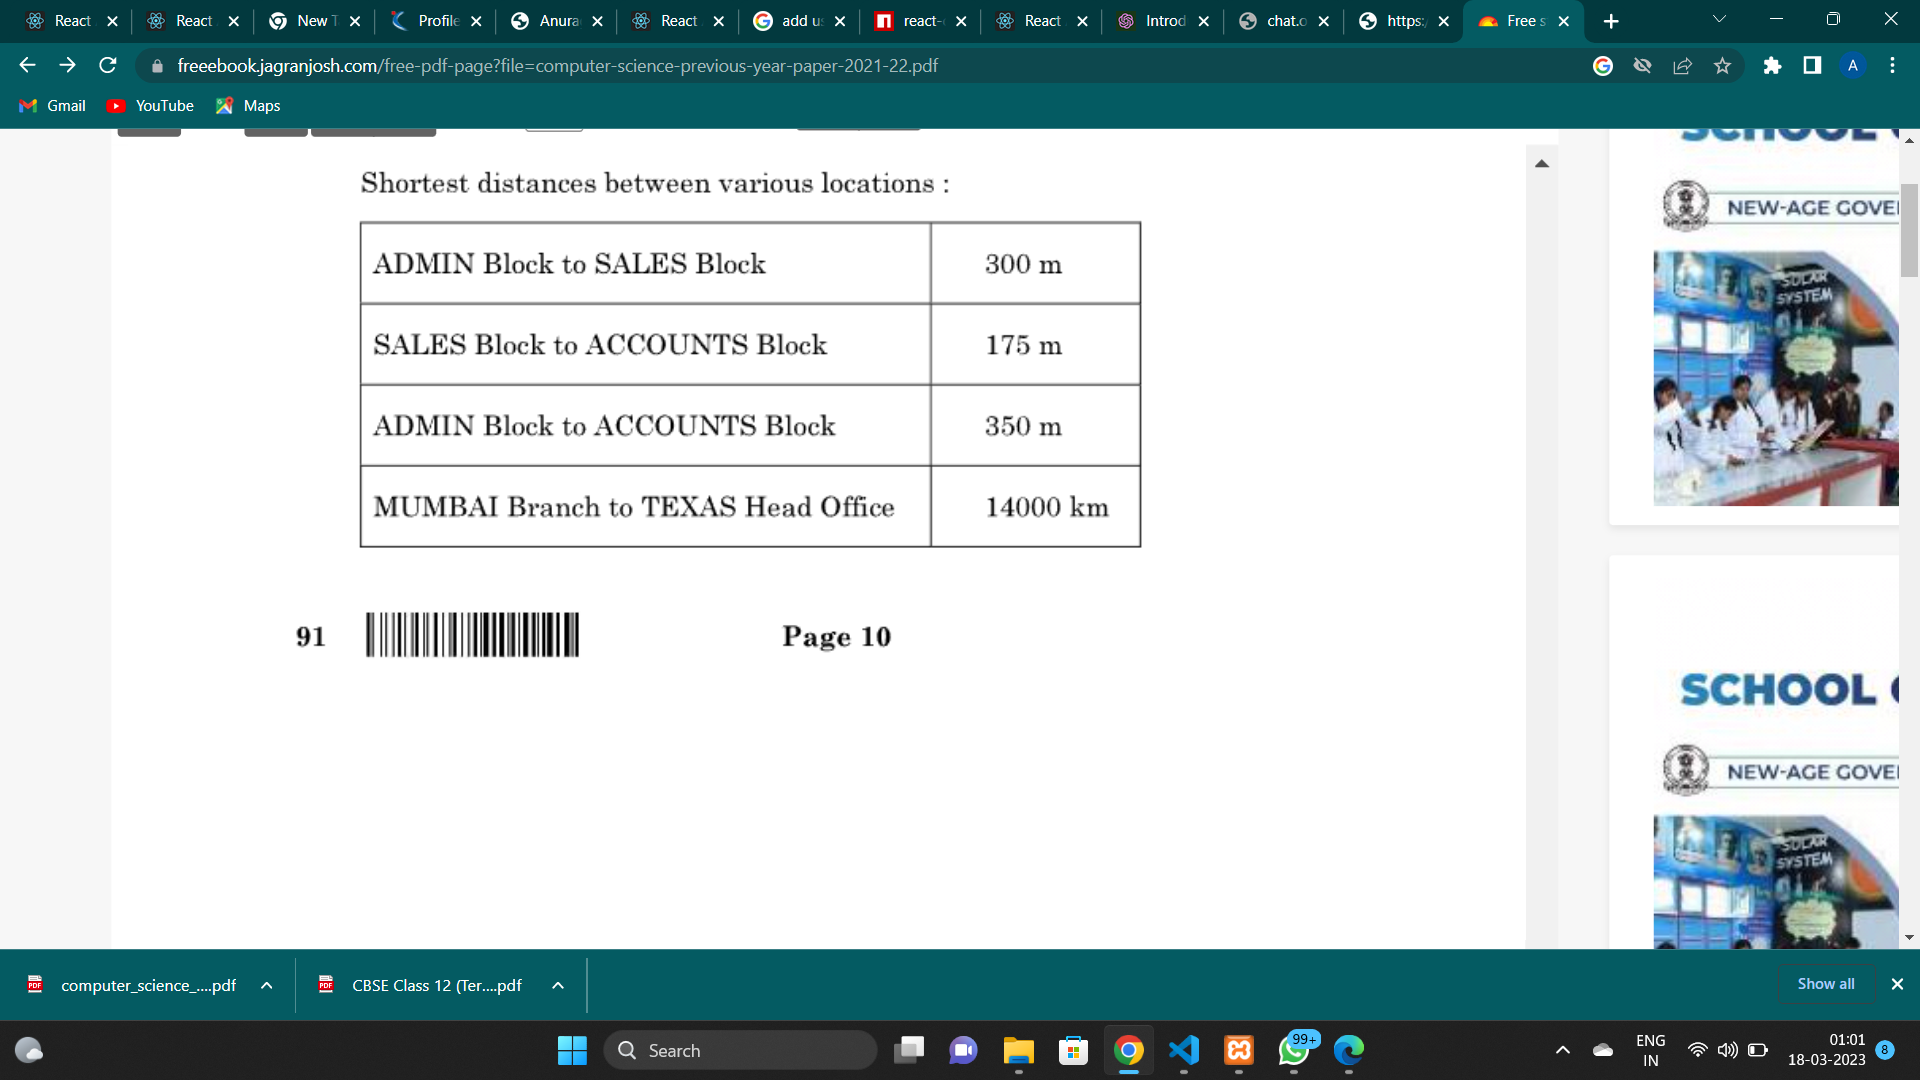 React
React
New T
Profile
Anura
React
add u
react-
React
Introd
chat.o
https:
Free s
freeebook.jagranjosh.com/free-pdf-page?file=computer-science-previous-year-paper-2021-22.pdf
A
Gmail
YouTube
Maps
Shortest distances between various locations :
ADMIN Block to SALES Block 300 m
SALES Block to ACCOUNTS Block 175 m
ADMIN Block to ACCOUNTS Block 350 m
MUMBAI Branch to TEXAS Head Office 14000 km
91 Page 10
SCHOOL
NEW-AGE GOVE
SOLAR
SYSTEM
SCHOOL
NEW-AGE GOVE
SOLAR
SYSTEM
computer_science_....pdf
CBSE Class 12 (Ter....pdf
Show all
Search
99+
ENG
IN
01:01
18-03-2023
8